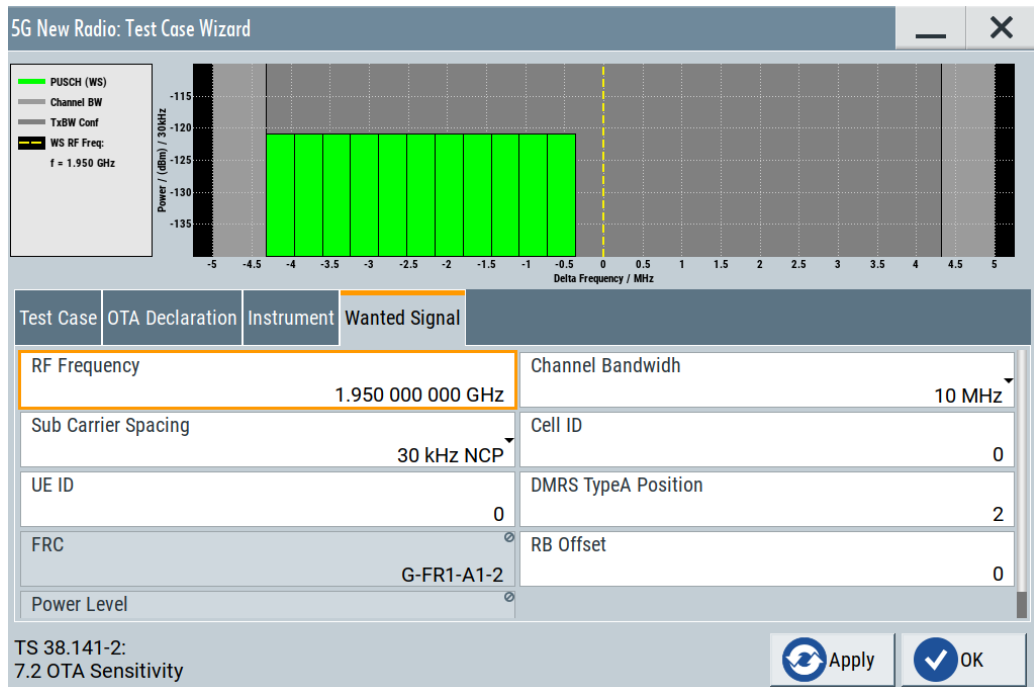 5G New Radio: Test Case Wizard
PUSCH (WS)
Channel BW
TxBW Conf
WS RF Freq:
f = 1.950 GHz
Power / (dBm) / 30kHz
-115
-120
-125
-130
-135
-5 -4.5 -4 -3.5 -3 -2.5 -2 -1.5 -1 -0.5 0 0.5 1 1.5 2 2.5 3 3.5 4 4.5 5
Delta Frequency / MHz
Test Case OTA Declaration Instrument Wanted Signal
RF Frequency
1.950 000 000 GHz
Channel Bandwidh
10 MHz
Sub Carrier Spacing
30 kHz NCP
Cell ID
0
UE ID
0
DMRS TypeA Position
2
FRC
G-FR1-A1-2
RB Offset
0
Power Level
TS 38.141-2:
7.2 OTA Sensitivity
Apply
OK